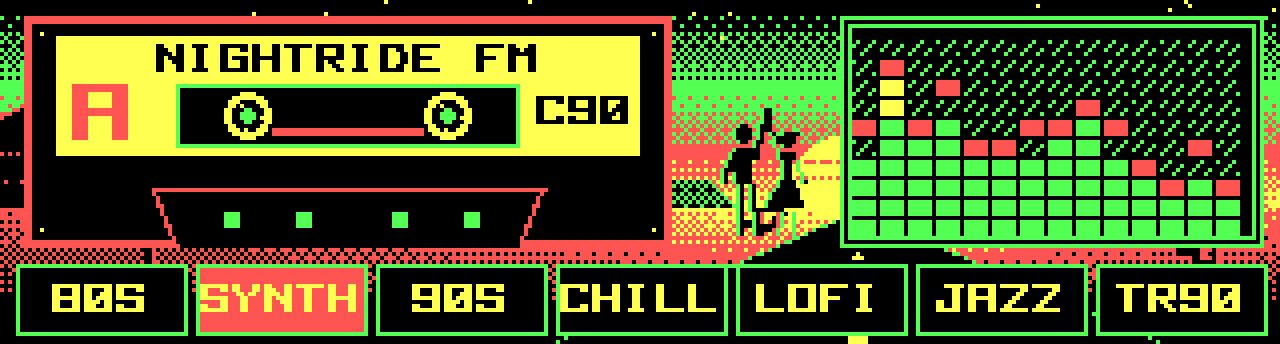 NIGHTRIDE FM
A
C90
80S
SYNTH
90S
CHILL
LOFI
JAZZ
TR90